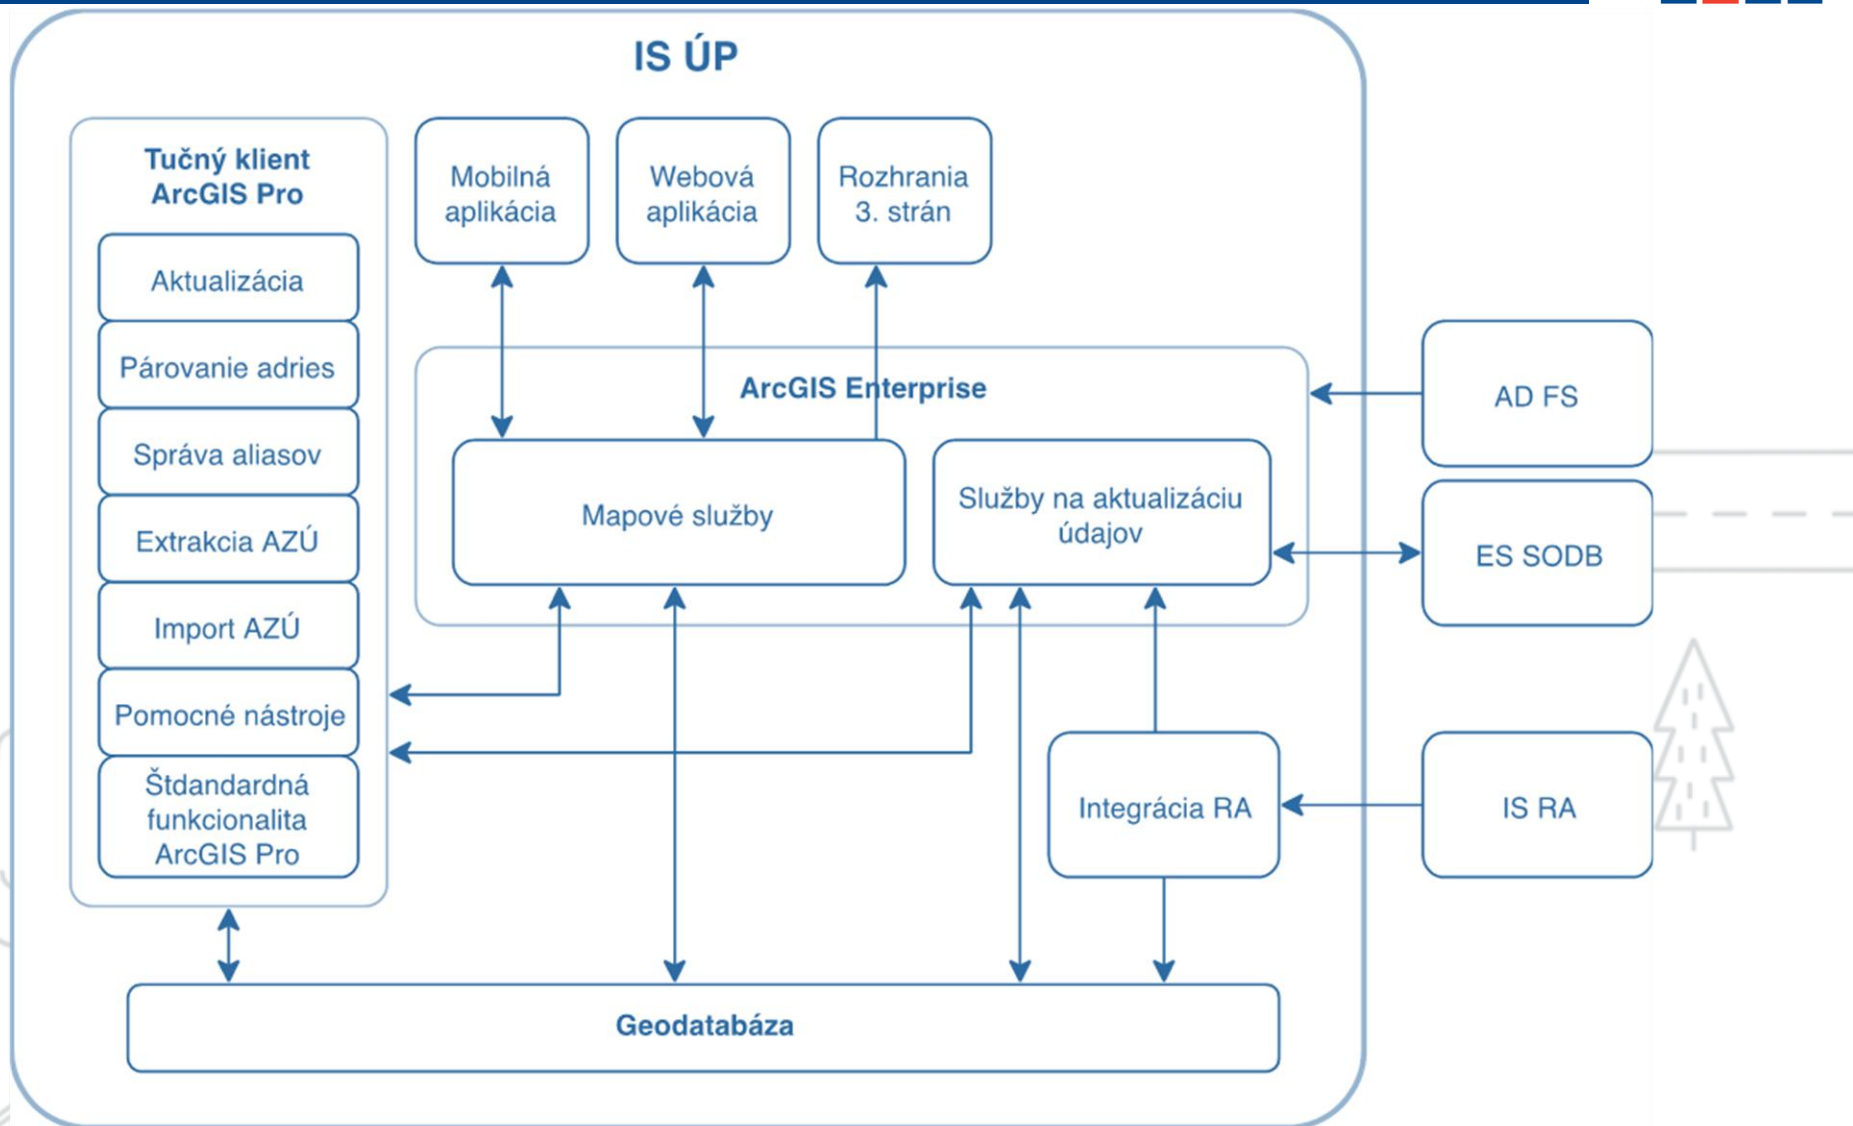 IS ÚP
Tučný klient
ArcGIS Pro
Aktualizácia
Párovanie adries
Správa aliasov
Extrakcia AZÚ
Import AZÚ
Pomocné nástroje
Štdandardná
funkcionalita
ArcGIS Pro
Mobilná
aplikácia
Webová
aplikácia
Rozhrania
3. strán
ArcGIS Enterprise
Mapové služby
Služby na aktualizáciu
údajov
AD FS
ES SODB
Integrácia RA
IS RA
Geodatabáza